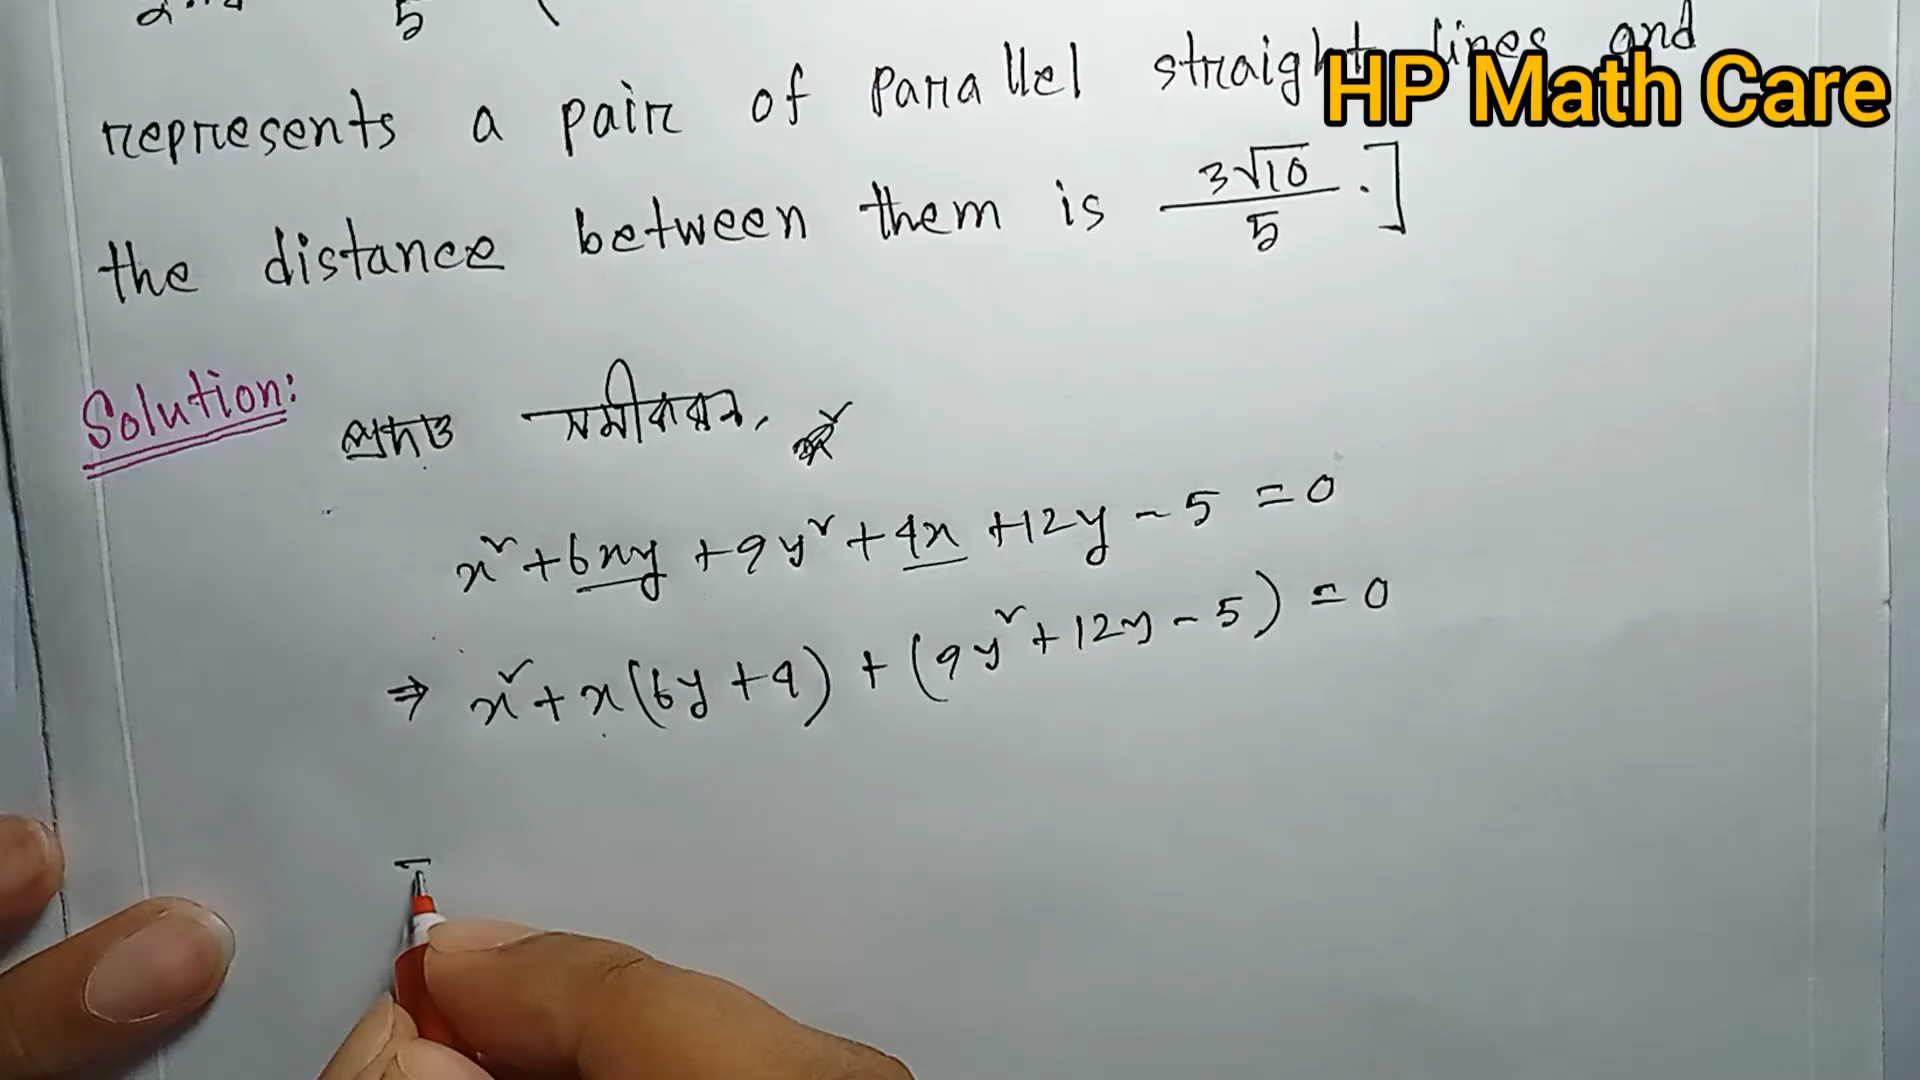 represents a pair of parallel straight lines and
HP Math Care
the distance between them is 3√10/5 .]
Solution: প্রদত্ত সমীকরন,
x² + 6xy + 9y² + 4x + 12y - 5 = 0
⇒ x² + x(6y + 4) + (9y² + 12y - 5) = 0